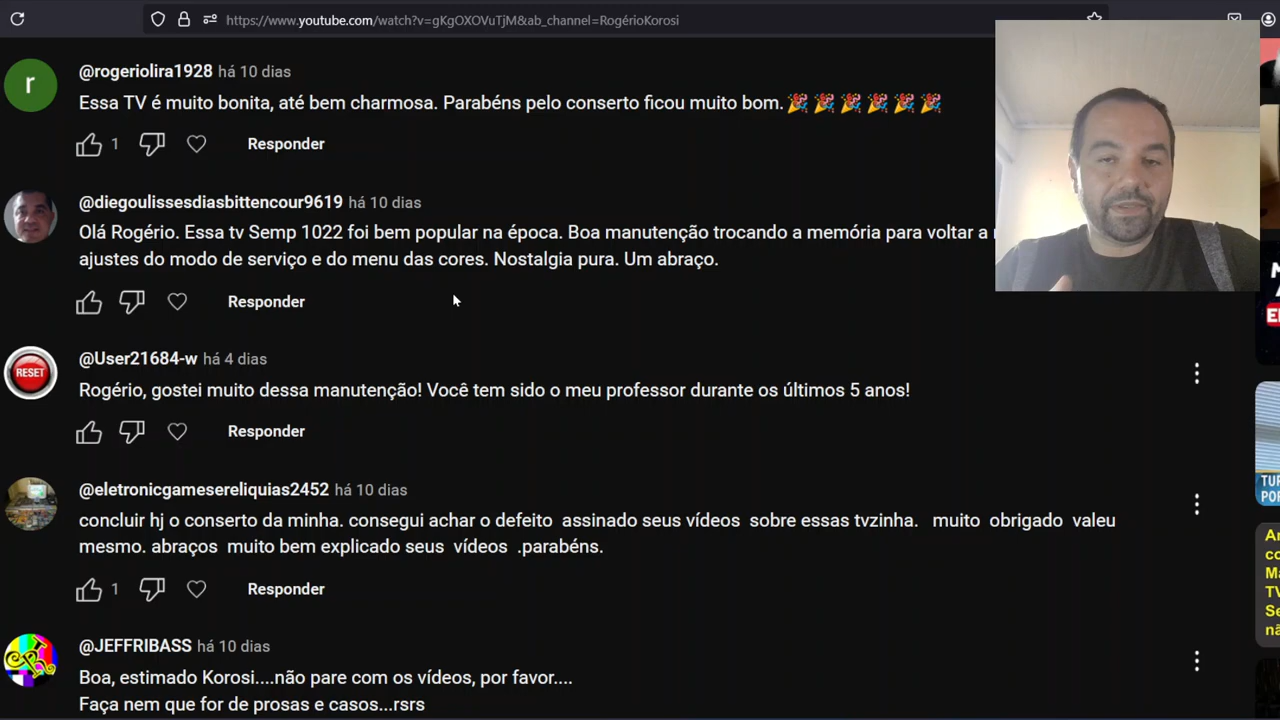 https://www.youtube.com/watch?v=gKgOXOVuTjM&ab_channel=RogérioKorosi
r
@rogeriolira1928 há 10 dias
Essa TV é muito bonita, até bem charmosa. Parabéns pelo conserto ficou muito bom.🎉🎉🎉🎉🎉🎉
1 Responder
@diegoulissesdiasbittencour9619 há 10 dias
Olá Rogério. Essa tv Semp 1022 foi bem popular na época. Boa manutenção trocando a memória para voltar a
ajustes do modo de serviço e do menu das cores. Nostalgia pura. Um abraço.
Responder
RESET
@User21684-w há 4 dias
Rogério, gostei muito dessa manutenção! Você tem sido o meu professor durante os últimos 5 anos!
Responder
@eletronicgamesereliquias2452 há 10 dias
concluir hj o conserto da minha. consegui achar o defeito assinado seus vídeos sobre essas tvzinha. muito obrigado valeu
mesmo. abraços muito bem explicado seus vídeos .parabéns.
1 Responder
@JEFFRIBASS há 10 dias
Boa, estimado Korosi....não pare com os vídeos, por favor....
Faça nem que for de prosas e casos...rsrs